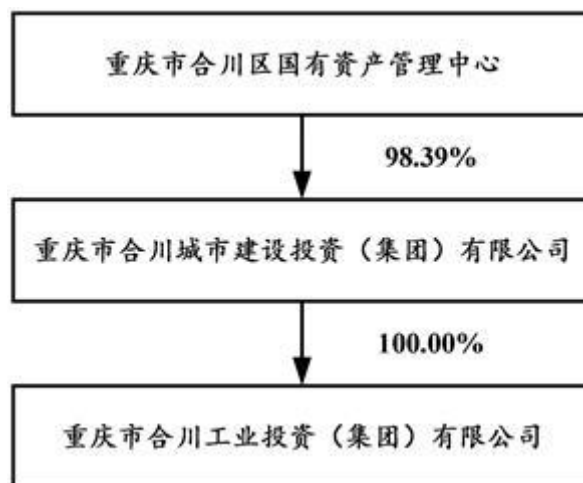 重庆市合川区国有资产管理中心
98.39%
重庆市合川城市建设投资（集团）有限公司
100.00%
重庆市合川工业投资（集团）有限公司